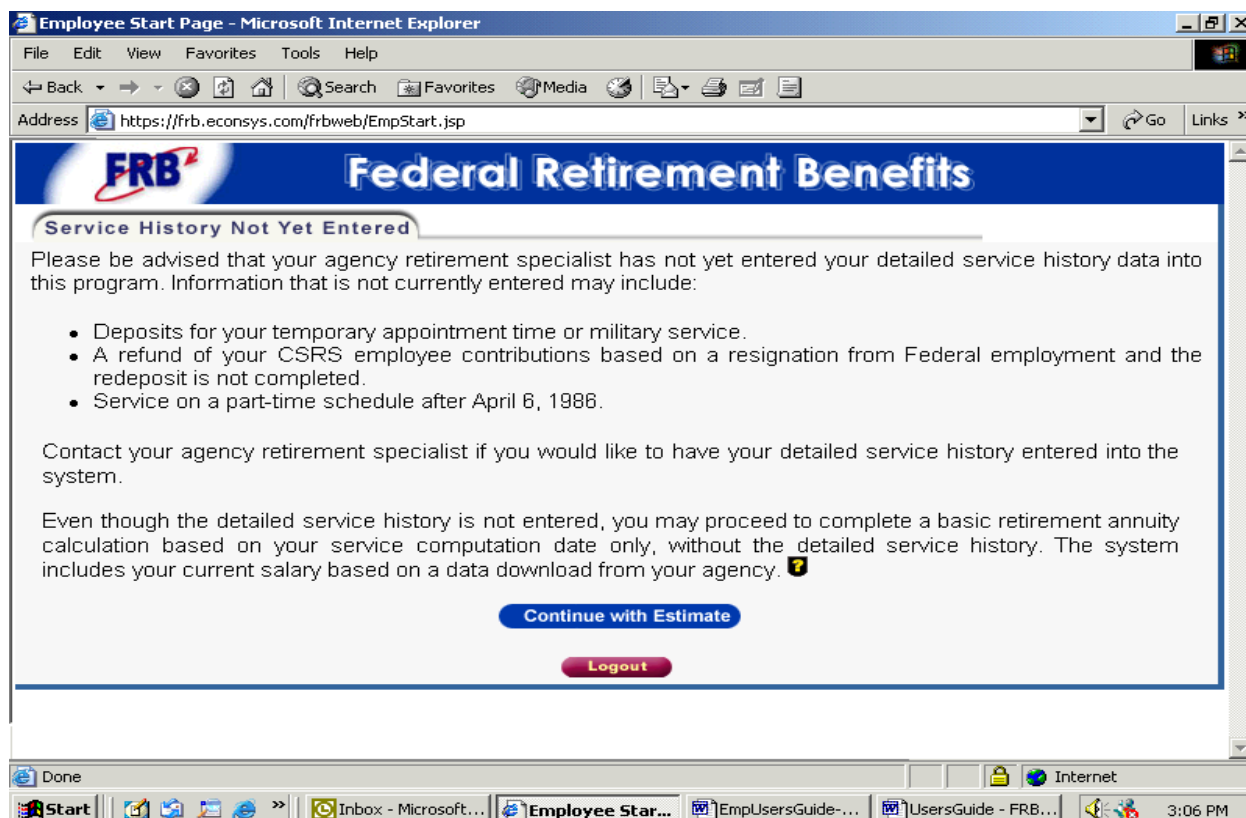 Employee Start Page - Microsoft Internet Explorer
File Edit View Favorites Tools Help
Back Search Favorites Media
Address https://frb.econsys.com/frbweb/EmpStart.jsp Go Links »
FRB Federal Retirement Benefits
Service History Not Yet Entered
Please be advised that your agency retirement specialist has not yet entered your detailed service history data into
this program. Information that is not currently entered may include:
• Deposits for your temporary appointment time or military service.
• A refund of your CSRS employee contributions based on a resignation from Federal employment and the
redeposit is not completed.
• Service on a part-time schedule after April 6, 1986.
Contact your agency retirement specialist if you would like to have your detailed service history entered into the
system.
Even though the detailed service history is not entered, you may proceed to complete a basic retirement annuity
calculation based on your service computation date only, without the detailed service history. The system
includes your current salary based on a data download from your agency. ?
Continue with Estimate
Logout
Done Internet
Start » Inbox - Microsoft... Employee Star... EmpUsersGuide-... UsersGuide - FRB... 3:06 PM